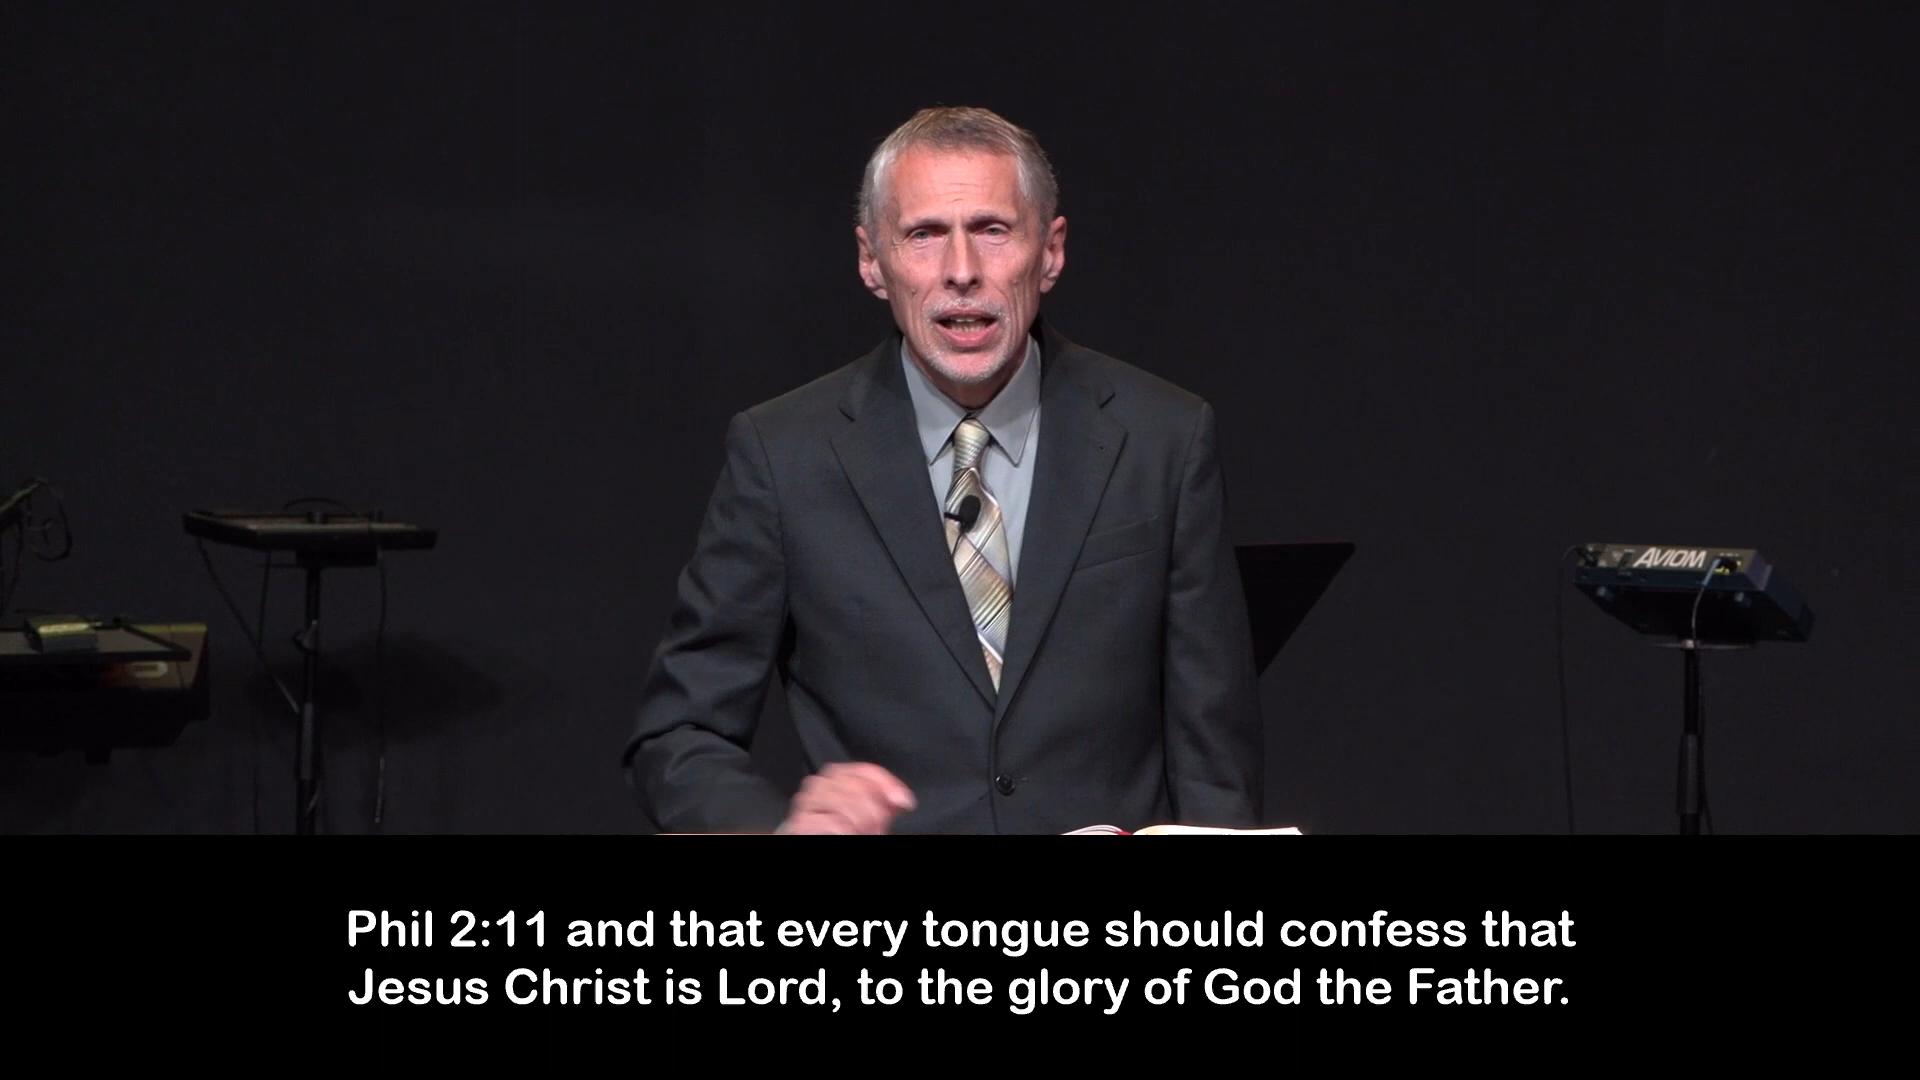 AVIOM
Phil 2:11 and that every tongue should confess that
Jesus Christ is Lord, to the glory of God the Father.